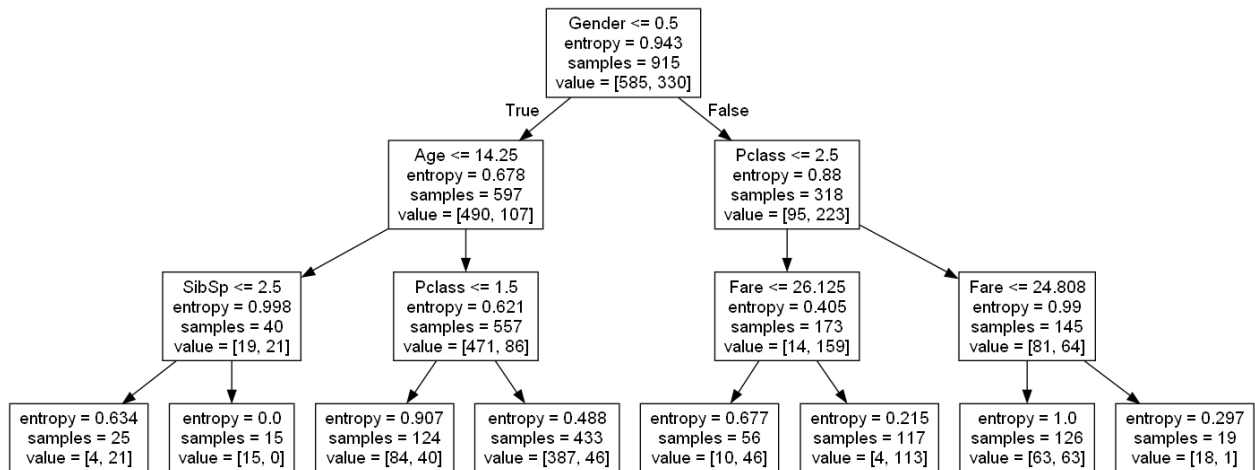 Gender <= 0.5
entropy = 0.943
samples = 915
value = [585, 330]
True
False
Age <= 14.25
entropy = 0.678
samples = 597
value = [490, 107]
Pclass <= 2.5
entropy = 0.88
samples = 318
value = [95, 223]
SibSp <= 2.5
entropy = 0.998
samples = 40
value = [19, 21]
Pclass <= 1.5
entropy = 0.621
samples = 557
value = [471, 86]
Fare <= 26.125
entropy = 0.405
samples = 173
value = [14, 159]
Fare <= 24.808
entropy = 0.99
samples = 145
value = [81, 64]
entropy = 0.634
samples = 25
value = [4, 21]
entropy = 0.0
samples = 15
value = [15, 0]
entropy = 0.907
samples = 124
value = [84, 40]
entropy = 0.488
samples = 433
value = [387, 46]
entropy = 0.677
samples = 56
value = [10, 46]
entropy = 0.215
samples = 117
value = [4, 113]
entropy = 1.0
samples = 126
value = [63, 63]
entropy = 0.297
samples = 19
value = [18, 1]